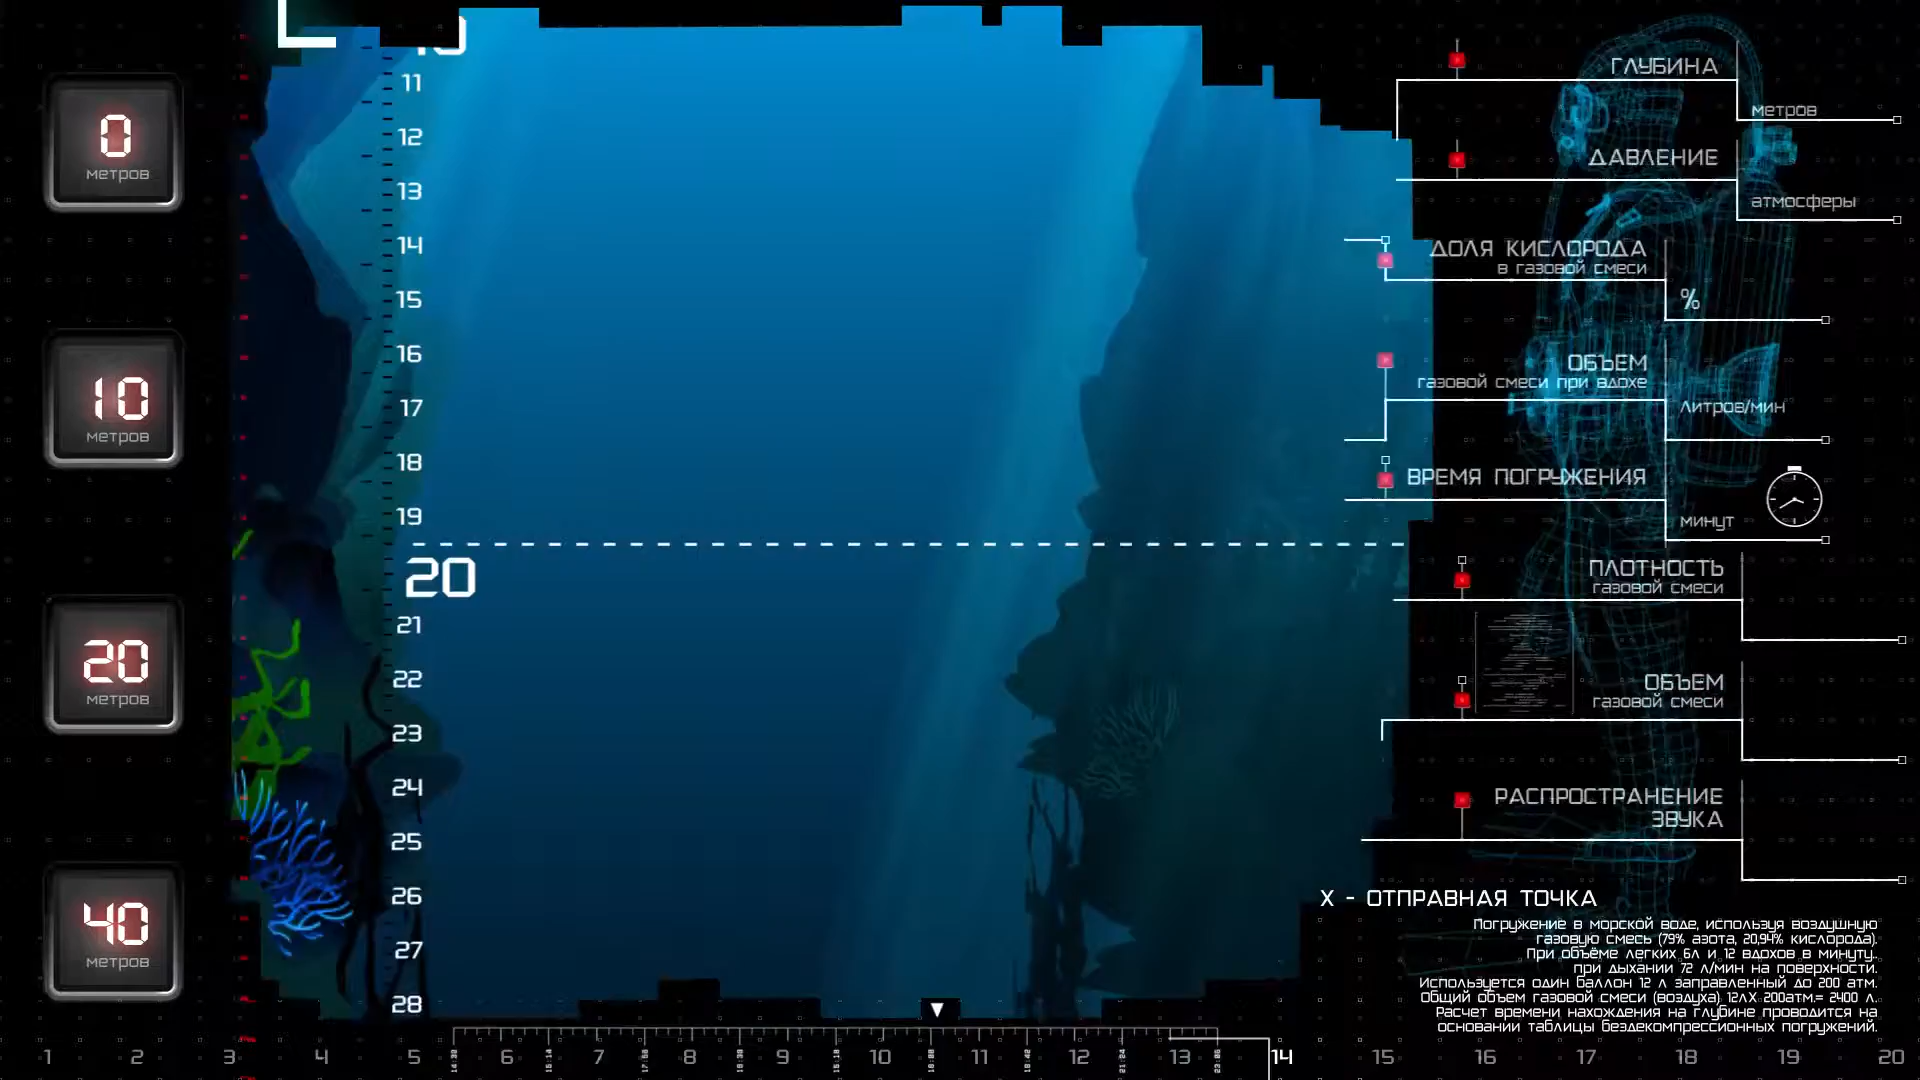 0
метров
10
метров
20
метров
40
метров
10
11
12
13
14
15
16
17
18
19
20
21
22
23
24
25
26
27
28
ГЛУБИНА
метров
ДАВЛЕНИЕ
атмосферы
ДОЛЯ КИСЛОРОДА
в газовой смеси
%
ОБЪЕМ
газовой смеси при вдохе
Литров/мин
ВРЕМЯ ПОГРУЖЕНИЯ
минут
ПЛОТНОСТЬ
газовой смеси
ОБЪЕМ
газовой смеси
РАСПРОСТРАНЕНИЕ
ЗВУКА
X - ОТПРАВНАЯ ТОЧКА
Погружение в морской воде, используя воздушную
газовую смесь (79% азота, 20,94% кислорода).
При объёме легких 6л и 12 вдохов в минуту.
при дыхании 72 л/мин на поверхности.
Используется один баллон 12 л заправленный до 200 атм.
Общий объем газовой смеси (воздуха) 12лХ 200атм.= 2400 л.
Расчет времени нахождения на глубине проводится на
основании таблицы бездекомпрессионных погружений.
1 2 3 4 5 6 7 8 9 10 11 12 13 14 15 16 17 18 19 20